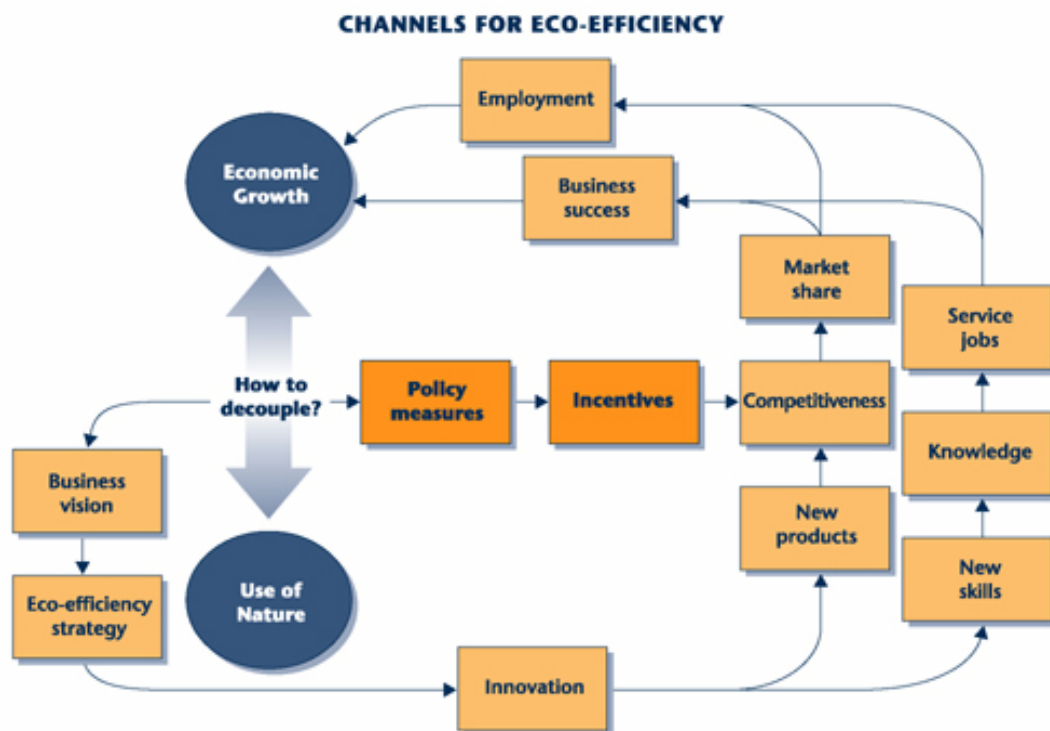 CHANNELS FOR ECO-EFFICIENCY
Employment
Economic
Growth
Business
success
Market
share
Service
jobs
How to
decouple?
Policy
measures
Incentives
Competitiveness
Knowledge
Business
vision
New
products
Eco-efficiency
strategy
Use of
Nature
New
skills
Innovation